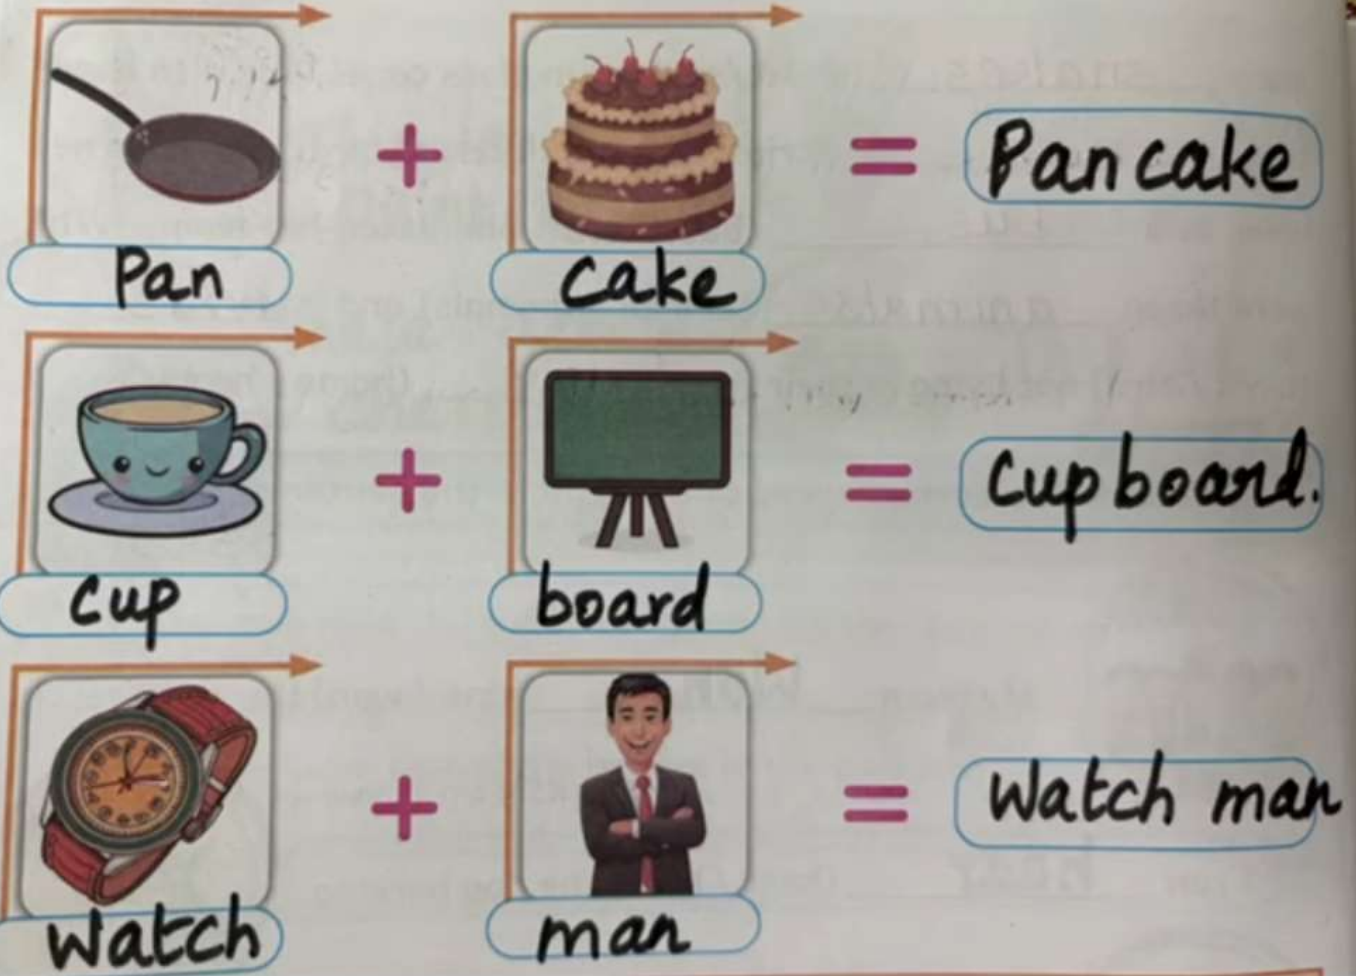 + = Pan cake
Pan cake
+ = Cup board.
cup board
+ = Watch man
Watch man